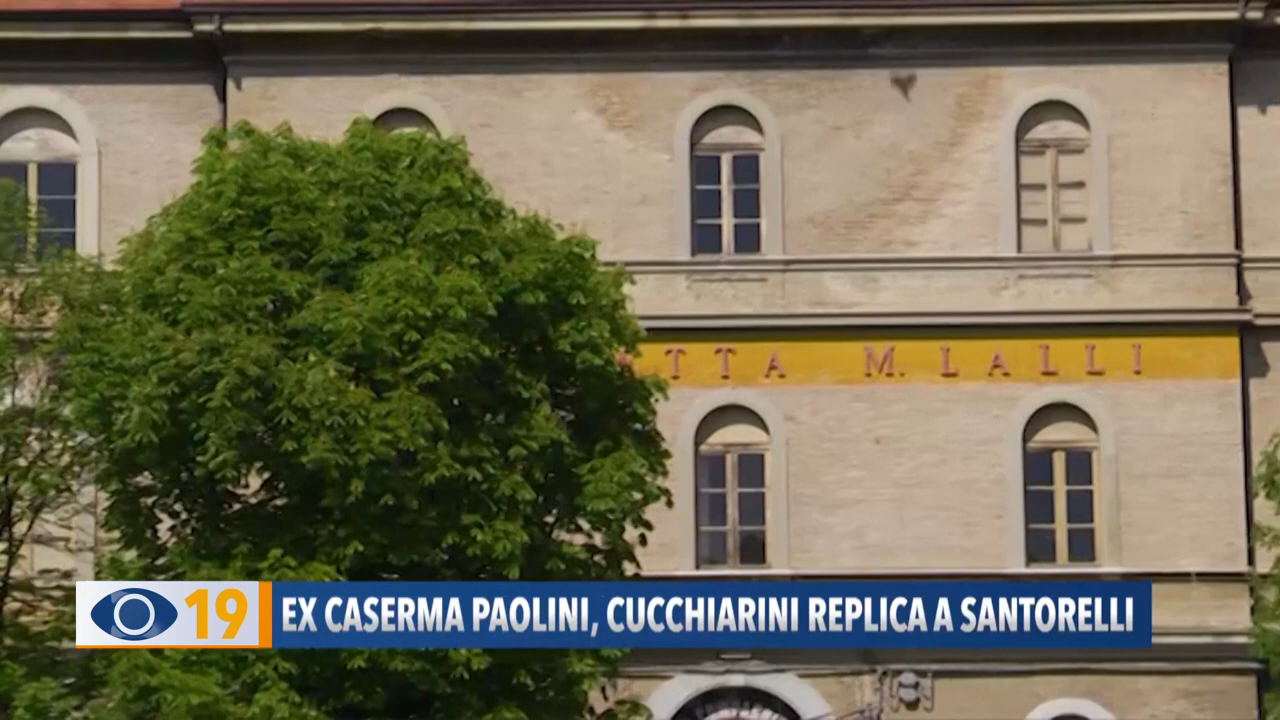 TTA M. LALLI
19 EX CASERMA PAOLINI, CUCCHIARINI REPLICA A SANTORELLI